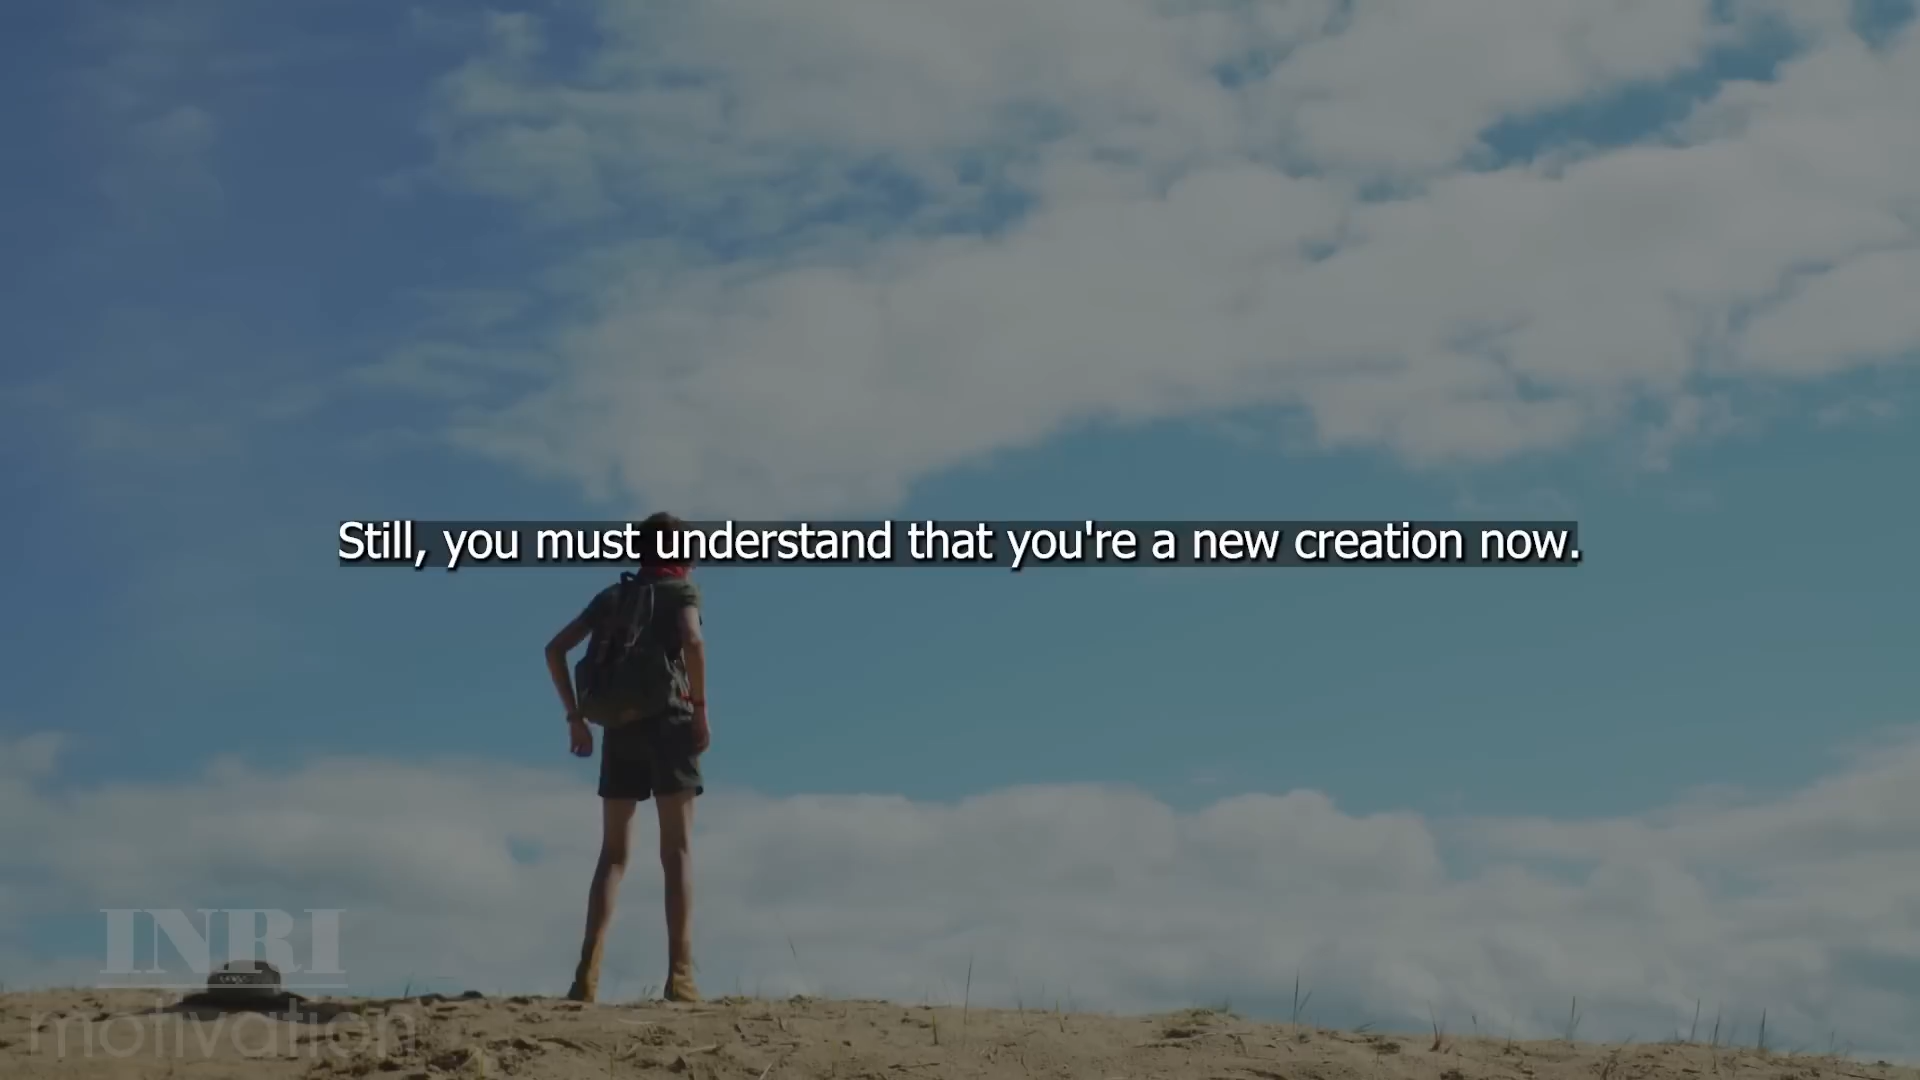 Still, you must understand that you're a new creation now.
INRI
motivation